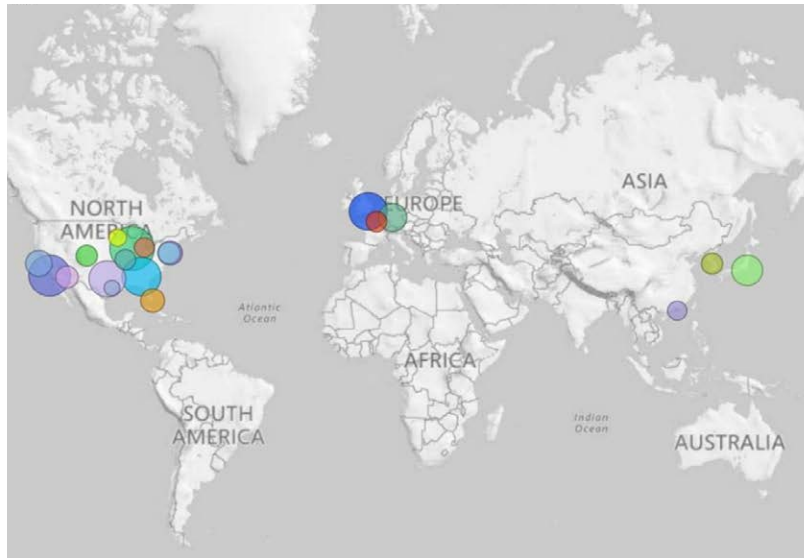 ASIA
NORTH
AMERICA
EUROPE
Atlantic
Ocean
AFRICA
SOUTH
AMERICA
Indian
Ocean
AUSTRALIA